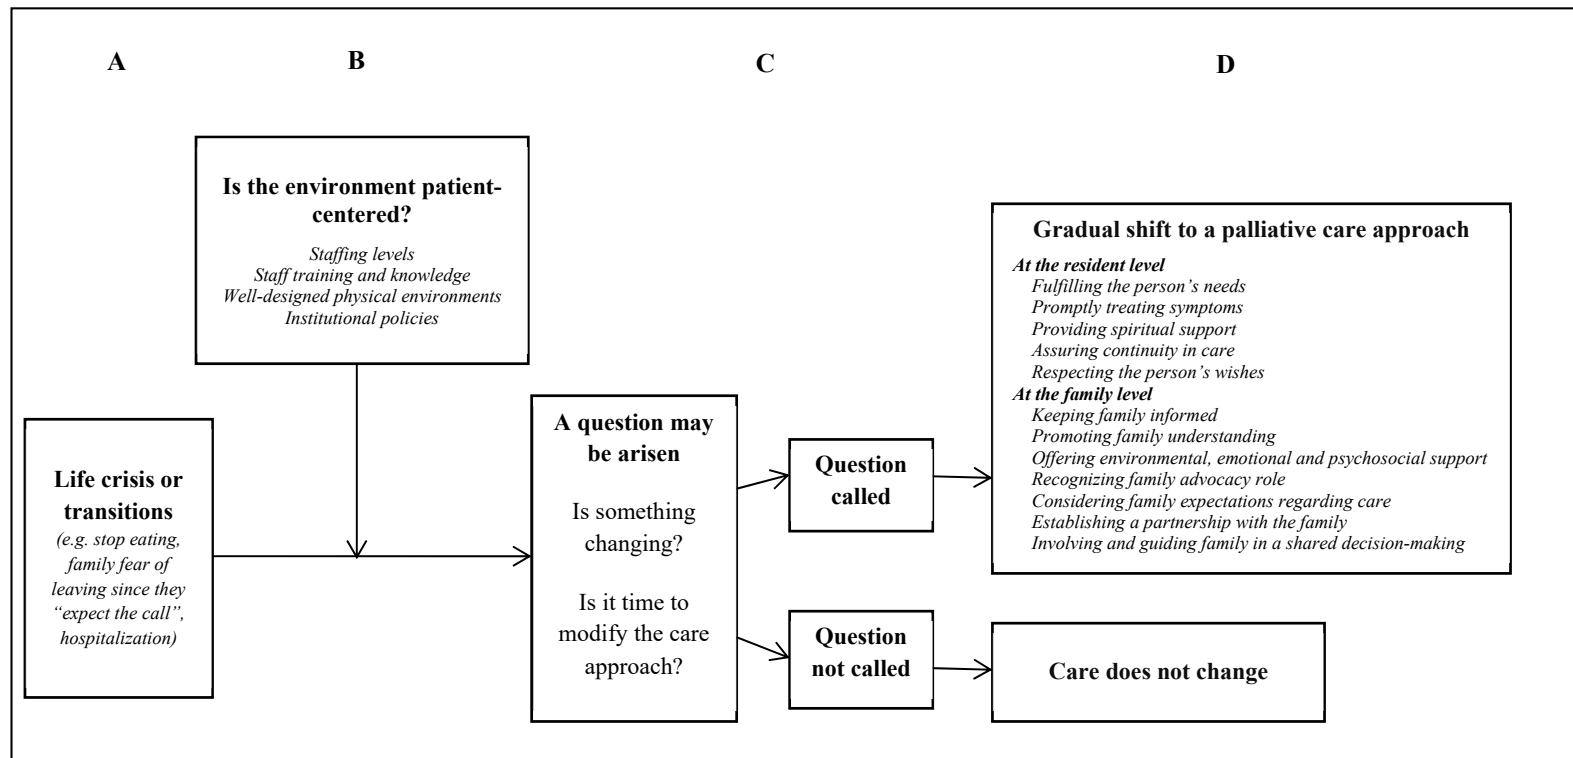 A
B
C
D
Is the environment patient-
centered?
Staffing levels
Staff training and knowledge
Well-designed physical environments
Institutional policies
Life crisis or
transitions
(e.g. stop eating,
family fear of
leaving since they
“expect the call”,
hospitalization)
A question may
be arisen
Is something
changing?
Is it time to
modify the care
approach?
Question
called
Question
not called
Gradual shift to a palliative care approach
At the resident level
Fulfilling the person’s needs
Promptly treating symptoms
Providing spiritual support
Assuring continuity in care
Respecting the person’s wishes
At the family level
Keeping family informed
Promoting family understanding
Offering environmental, emotional and psychosocial support
Recognizing family advocacy role
Considering family expectations regarding care
Establishing a partnership with the family
Involving and guiding family in a shared decision-making
Care does not change